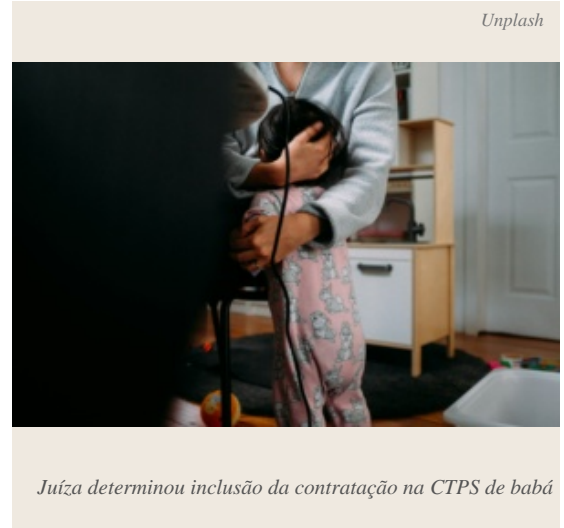 Unplash
Juíza determinou inclusão da contratação na CTPS de babá